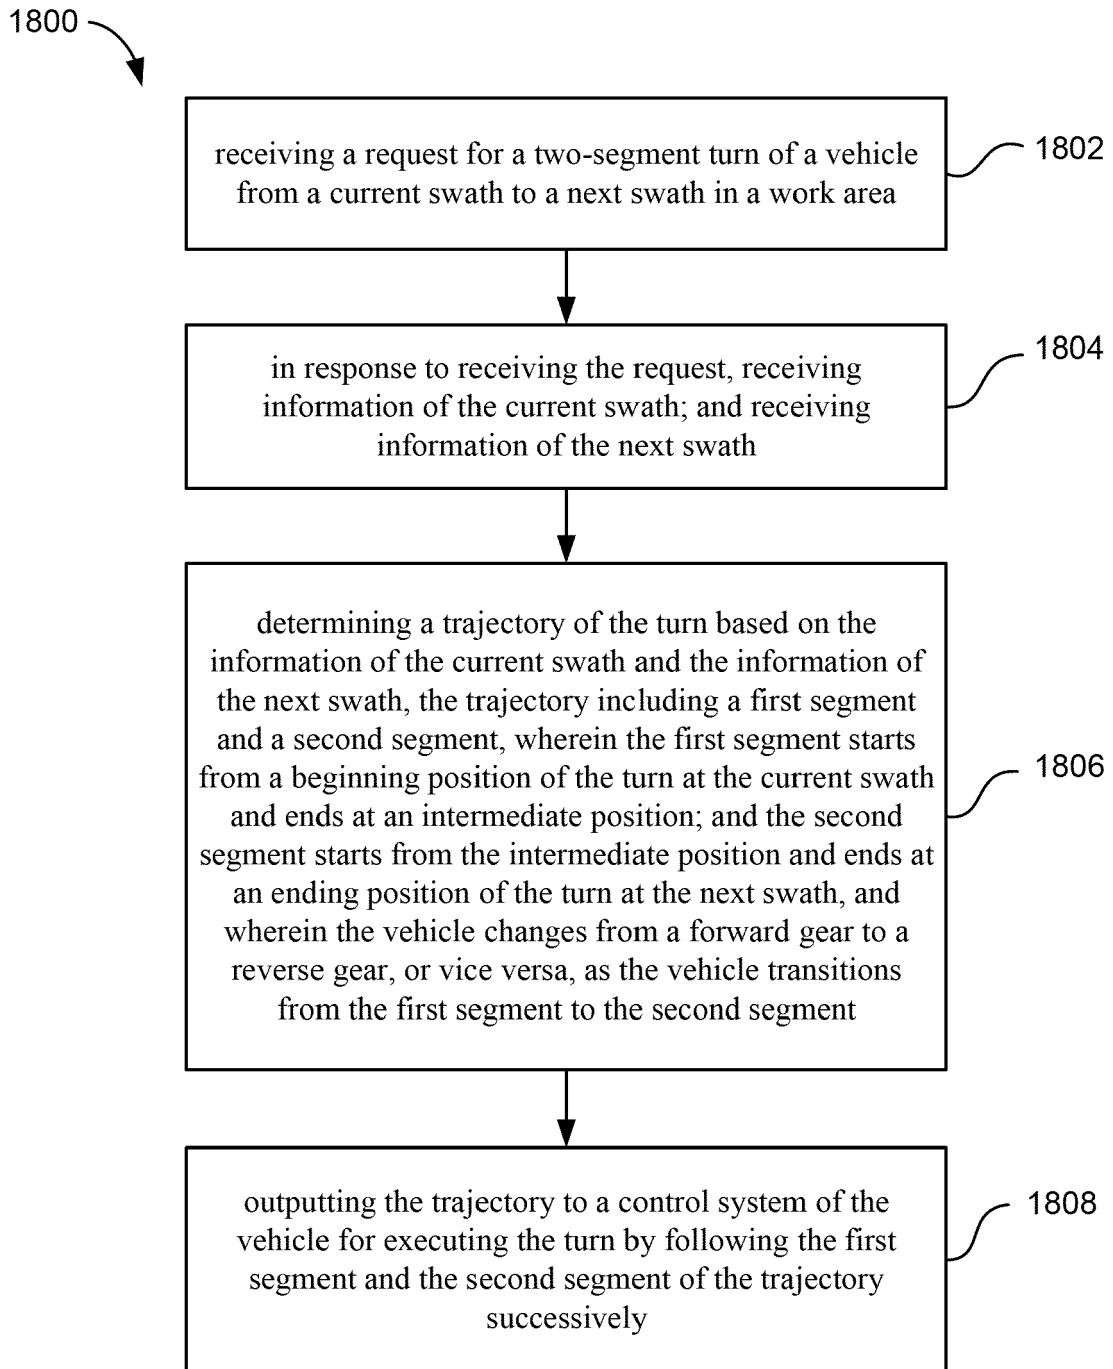 1800
receiving a request for a two-segment turn of a vehicle
from a current swath to a next swath in a work area
1802
in response to receiving the request, receiving
information of the current swath; and receiving
information of the next swath
1804
determining a trajectory of the turn based on the
information of the current swath and the information of
the next swath, the trajectory including a first segment
and a second segment, wherein the first segment starts
from a beginning position of the turn at the current swath
and ends at an intermediate position; and the second
segment starts from the intermediate position and ends at
an ending position of the turn at the next swath, and
wherein the vehicle changes from a forward gear to a
reverse gear, or vice versa, as the vehicle transitions
from the first segment to the second segment
1806
outputting the trajectory to a control system of the
vehicle for executing the turn by following the first
segment and the second segment of the trajectory
successively
1808